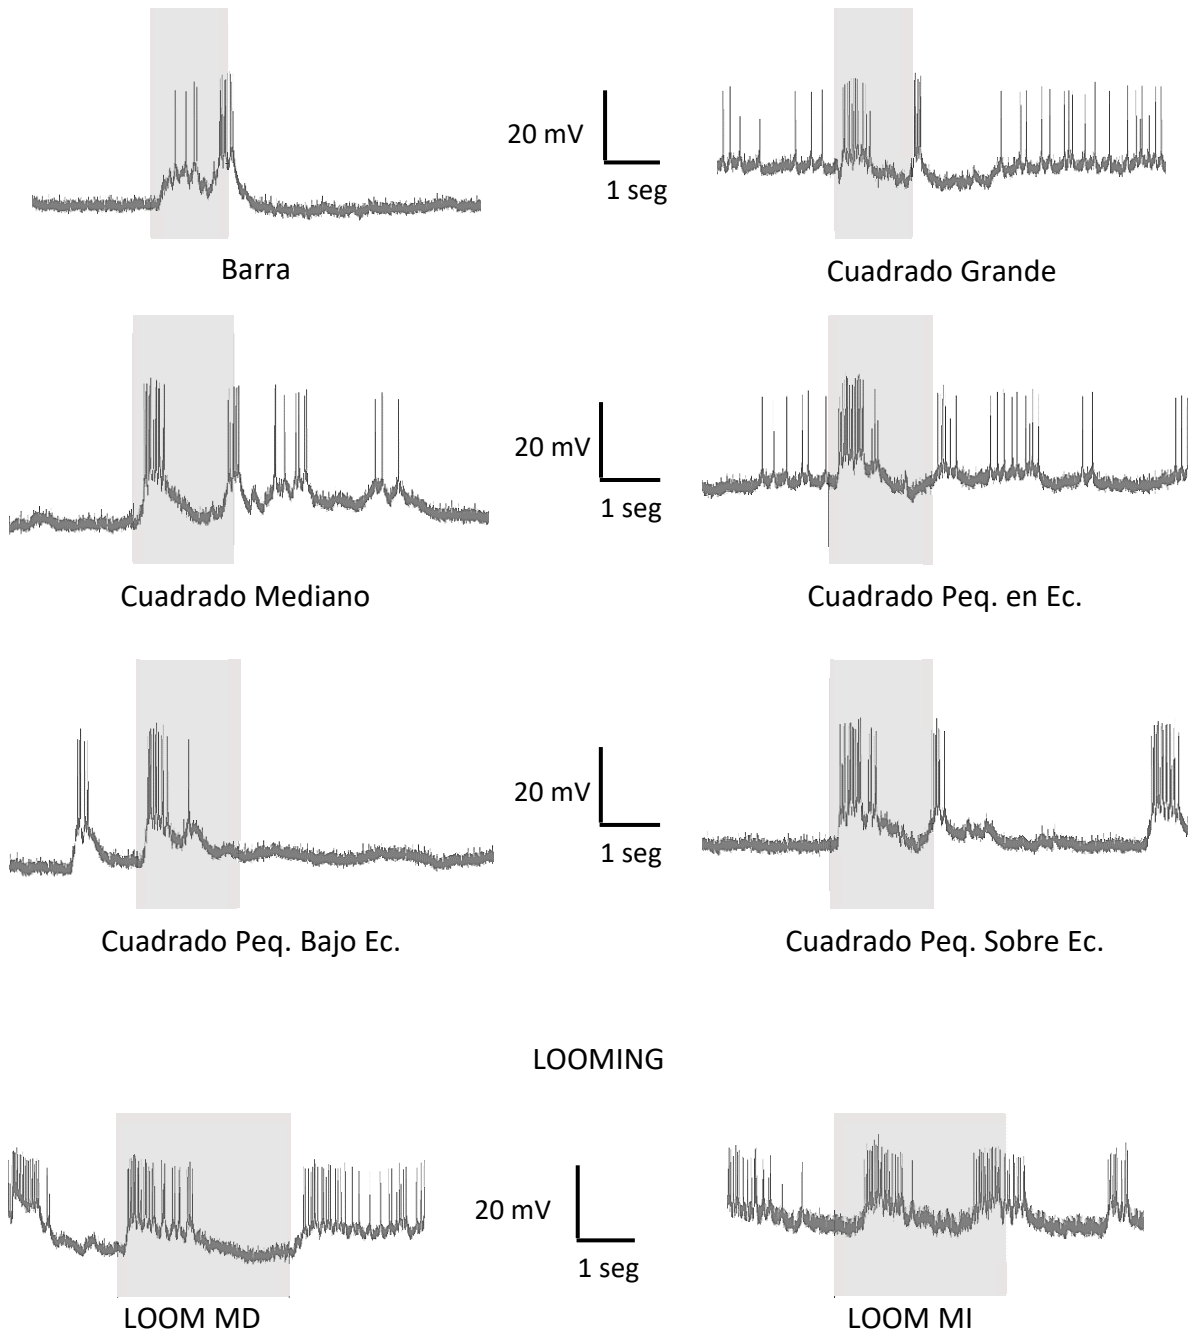 20 mV
1 seg
Barra
Cuadrado Grande
20 mV
1 seg
Cuadrado Mediano
Cuadrado Peq. en Ec.
20 mV
1 seg
Cuadrado Peq. Bajo Ec.
Cuadrado Peq. Sobre Ec.
LOOMING
20 mV
1 seg
LOOM MD
LOOM MI